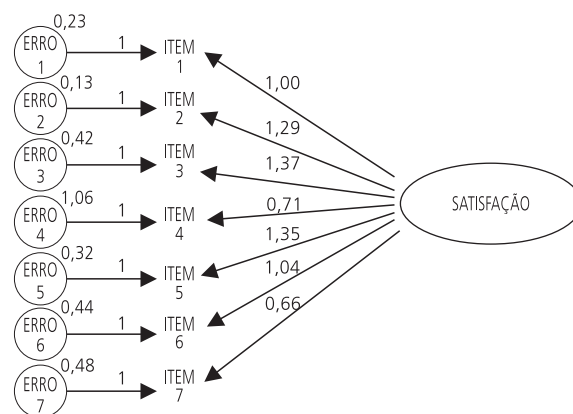 0,23
ERRO
1
1
ITEM
1
1,00
0,13
ERRO
2
1
ITEM
2
1,29
0,42
ERRO
3
1
ITEM
3
1,37
1,06
ERRO
4
1
ITEM
4
0,71
SATISFAÇÃO
0,32
ERRO
5
1
ITEM
5
1,35
0,44
ERRO
6
1
ITEM
6
1,04
0,48
ERRO
7
1
ITEM
7
0,66